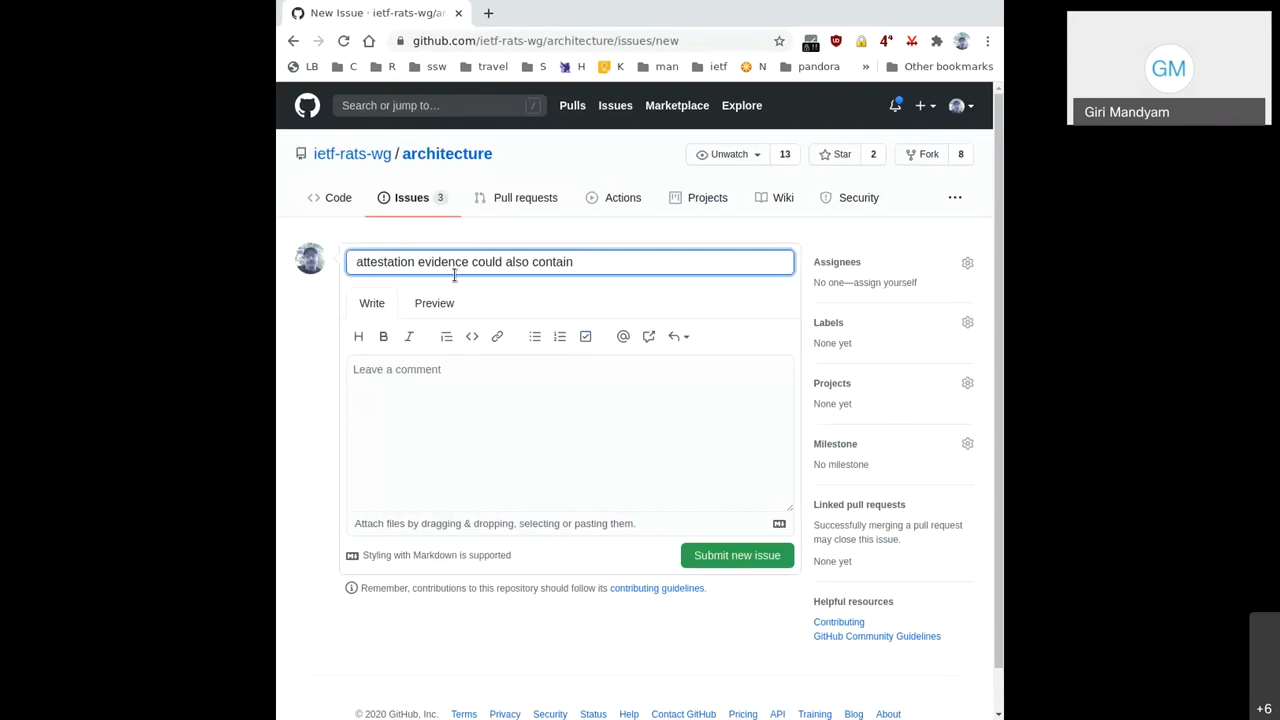 New Issue · ietf-rats-wg/ar
github.com/ietf-rats-wg/architecture/issues/new
LB C R ssw travel S H K man ietf N pandora » Other bookmarks
Search or jump to… /
Pulls Issues Marketplace Explore
ietf-rats-wg / architecture
Unwatch 13 Star 2 Fork 8
Code Issues 3 Pull requests Actions Projects Wiki Security
attestation evidence could also contain
Write Preview
Leave a comment
Attach files by dragging & dropping, selecting or pasting them.
Styling with Markdown is supported
Submit new issue
Remember, contributions to this repository should follow its contributing guidelines.
Assignees
No one—assign yourself
Labels
None yet
Projects
None yet
Milestone
No milestone
Linked pull requests
Successfully merging a pull request
may close this issue.
None yet
Helpful resources
Contributing
GitHub Community Guidelines
© 2020 GitHub, Inc. Terms Privacy Security Status Help Contact GitHub Pricing API Training Blog About
GM
Giri Mandyam
+6